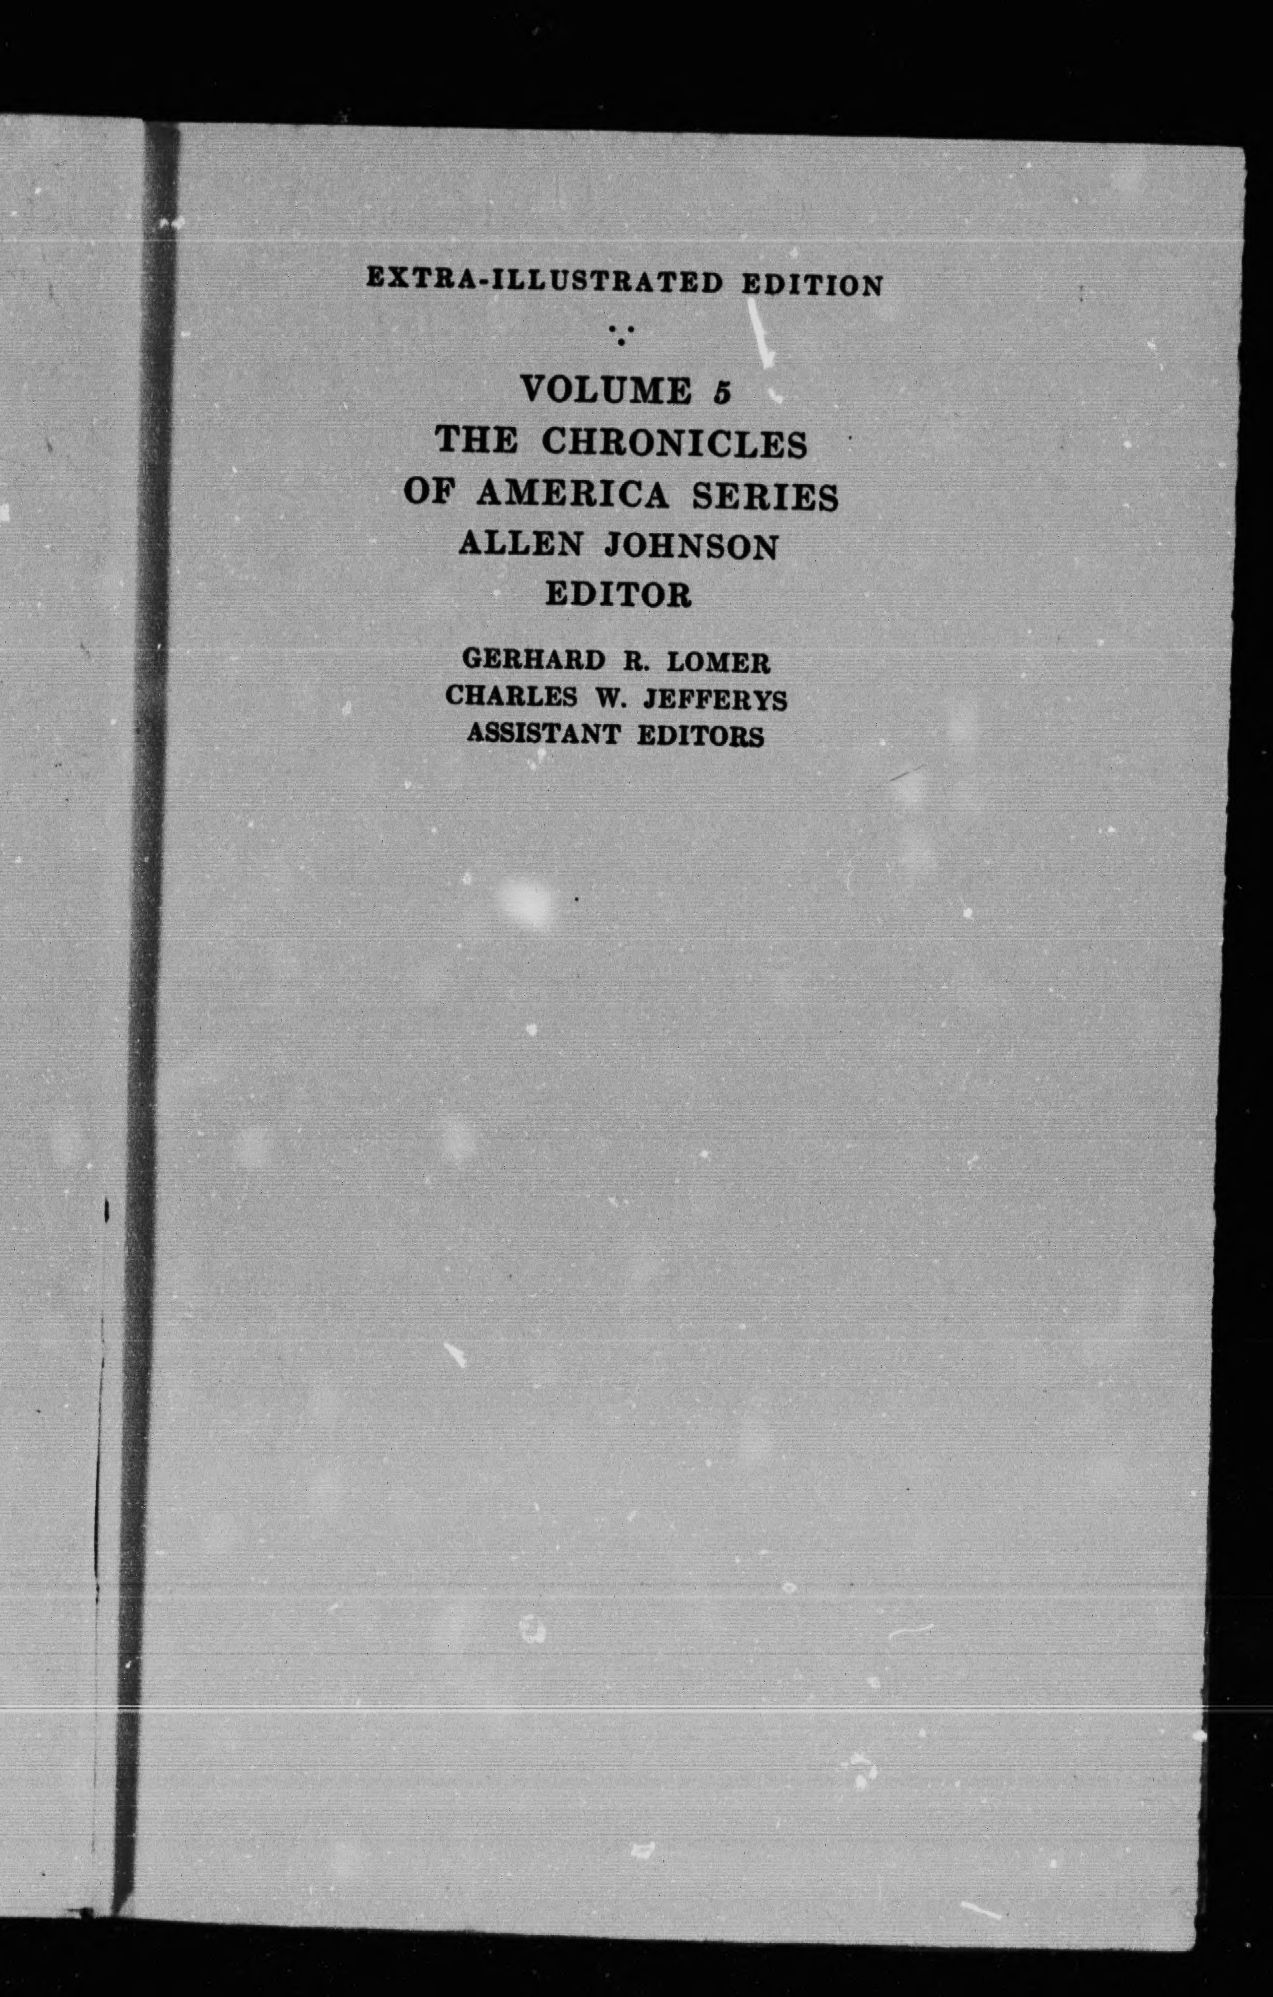 EXTRA-ILLUSTRATED EDITION
VOLUME 5
THE CHRONICLES
OF AMERICA SERIES
ALLEN JOHNSON
EDITOR
GERHARD R. LOMER
CHARLES W. JEFFERYS
ASSISTANT EDITORS